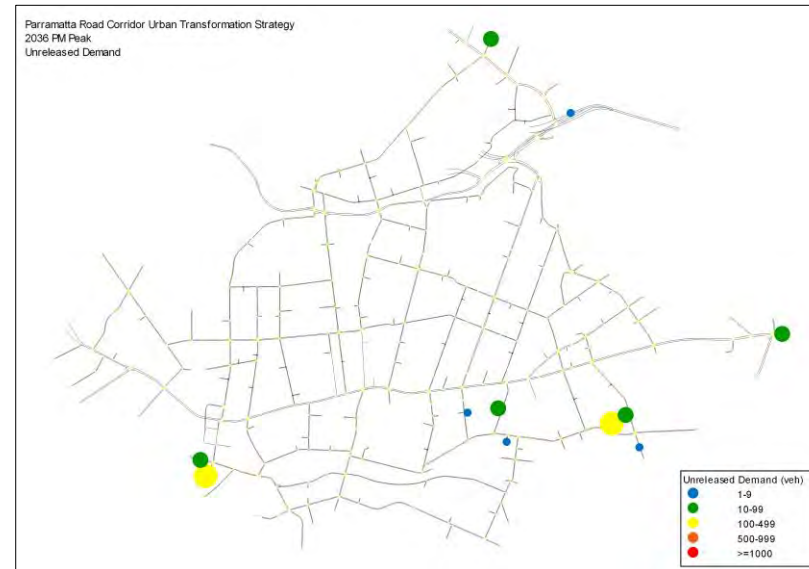 Parramatta Road Corridor Urban Transformation Strategy
2036 PM Peak
Unreleased Demand
Unreleased Demand (veh)
1-9
10-99
100-499
500-999
>=1000